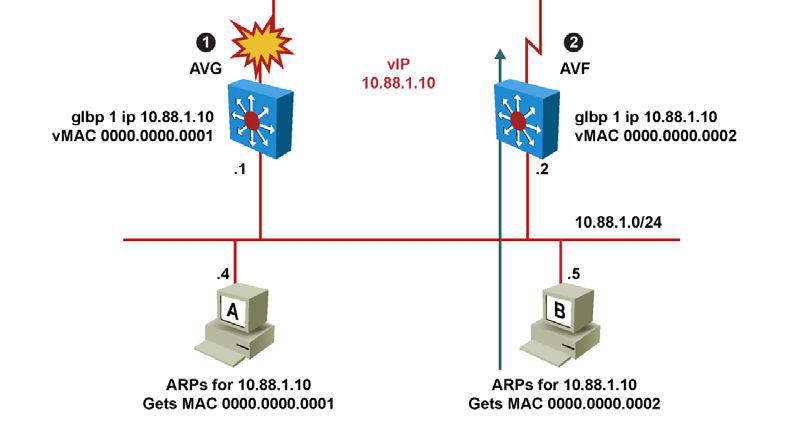 1
AVG
glbp 1 ip 10.88.1.10
vMAC 0000.0000.0001
.1
vIP
10.88.1.10
2
AVF
glbp 1 ip 10.88.1.10
vMAC 0000.0000.0002
.2
10.88.1.0/24
.4
A
ARPs for 10.88.1.10
Gets MAC 0000.0000.0001
.5
B
ARPs for 10.88.1.10
Gets MAC 0000.0000.0002